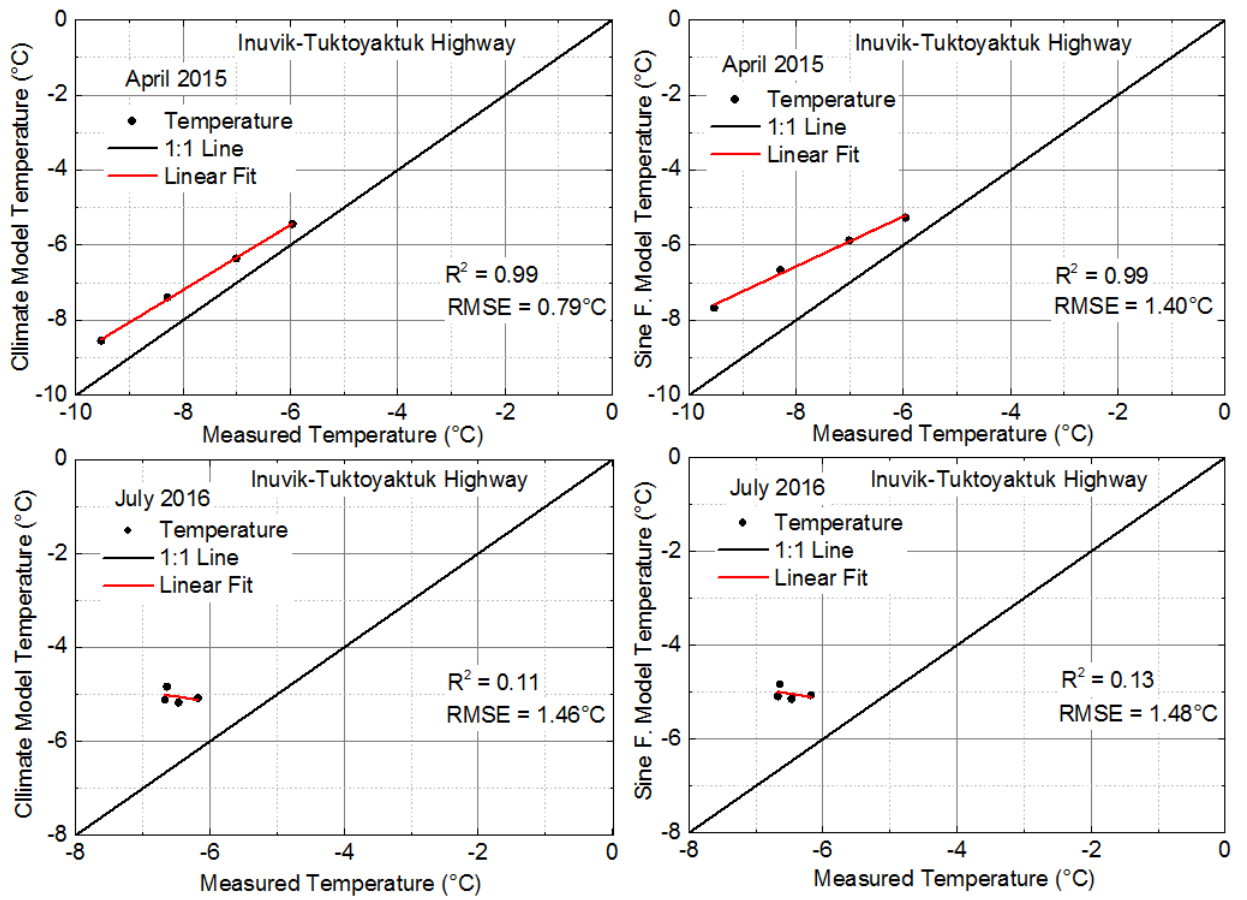 Inuvik-Tuktoyaktuk Highway
April 2015
Temperature
1:1 Line
Linear Fit
R² = 0.99
RMSE = 0.79°C
Cllimate Model Temperature (°C)
0
-2
-4
-6
-8
-10
-10 -8 -6 -4 -2 0
Measured Temperature (°C)
Inuvik-Tuktoyaktuk Highway
April 2015
Temperature
1:1 Line
Linear Fit
R² = 0.99
RMSE = 1.40°C
Sine F. Model Temperature (°C)
0
-2
-4
-6
-8
-10
-10 -8 -6 -4 -2 0
Measured Temperature (°C)
Inuvik-Tuktoyaktuk Highway
July 2016
Temperature
1:1 Line
Linear Fit
R² = 0.11
RMSE = 1.46°C
Cllimate Model Temperature (°C)
0
-2
-4
-6
-8
-8 -6 -4 -2 0
Measured Temperature (°C)
Inuvik-Tuktoyaktuk Highway
July 2016
Temperature
1:1 Line
Linear Fit
R² = 0.13
RMSE = 1.48°C
Sine F. Model Temperature (°C)
0
-2
-4
-6
-8
-8 -6 -4 -2 0
Measured Temperature (°C)